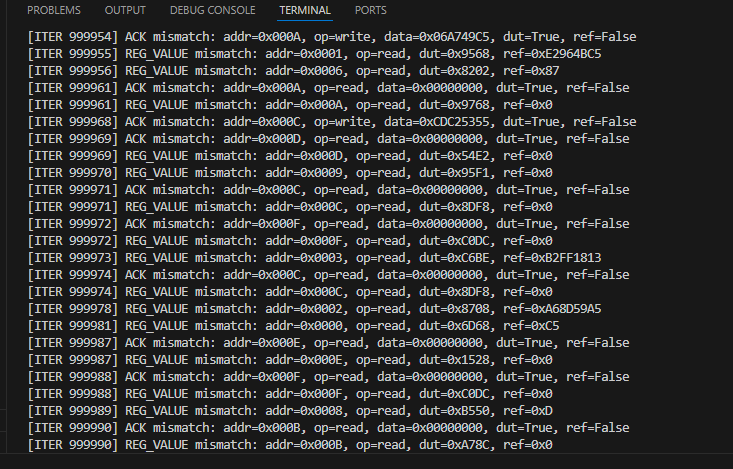 PROBLEMS OUTPUT DEBUG CONSOLE TERMINAL PORTS
[ITER 999954] ACK mismatch: addr=0x000A, op=write, data=0x06A749C5, dut=True, ref=False
[ITER 999955] REG_VALUE mismatch: addr=0x0001, op=read, dut=0x9568, ref=0xE2964BC5
[ITER 999956] REG_VALUE mismatch: addr=0x0006, op=read, dut=0x8202, ref=0x87
[ITER 999961] ACK mismatch: addr=0x000A, op=read, data=0x00000000, dut=True, ref=False
[ITER 999961] REG_VALUE mismatch: addr=0x000A, op=read, dut=0x9768, ref=0x0
[ITER 999968] ACK mismatch: addr=0x000C, op=write, data=0xCDC25355, dut=True, ref=False
[ITER 999969] ACK mismatch: addr=0x000D, op=read, data=0x00000000, dut=True, ref=False
[ITER 999969] REG_VALUE mismatch: addr=0x000D, op=read, dut=0x54E2, ref=0x0
[ITER 999970] REG_VALUE mismatch: addr=0x0009, op=read, dut=0x95F1, ref=0x0
[ITER 999971] ACK mismatch: addr=0x000C, op=read, data=0x00000000, dut=True, ref=False
[ITER 999971] REG_VALUE mismatch: addr=0x000C, op=read, dut=0x8DF8, ref=0x0
[ITER 999972] ACK mismatch: addr=0x000F, op=read, data=0x00000000, dut=True, ref=False
[ITER 999972] REG_VALUE mismatch: addr=0x000F, op=read, dut=0xC0DC, ref=0x0
[ITER 999973] REG_VALUE mismatch: addr=0x0003, op=read, dut=0xC6BE, ref=0xB2FF1813
[ITER 999974] ACK mismatch: addr=0x000C, op=read, data=0x00000000, dut=True, ref=False
[ITER 999974] REG_VALUE mismatch: addr=0x000C, op=read, dut=0x8DF8, ref=0x0
[ITER 999978] REG_VALUE mismatch: addr=0x0002, op=read, dut=0x8708, ref=0xA68D59A5
[ITER 999981] REG_VALUE mismatch: addr=0x0000, op=read, dut=0x6D68, ref=0xC5
[ITER 999987] ACK mismatch: addr=0x000E, op=read, data=0x00000000, dut=True, ref=False
[ITER 999987] REG_VALUE mismatch: addr=0x000E, op=read, dut=0x1528, ref=0x0
[ITER 999988] ACK mismatch: addr=0x000F, op=read, data=0x00000000, dut=True, ref=False
[ITER 999988] REG_VALUE mismatch: addr=0x000F, op=read, dut=0xC0DC, ref=0x0
[ITER 999989] REG_VALUE mismatch: addr=0x0008, op=read, dut=0xB550, ref=0xD
[ITER 999990] ACK mismatch: addr=0x000B, op=read, data=0x00000000, dut=True, ref=False
[ITER 999990] REG_VALUE mismatch: addr=0x000B, op=read, dut=0xA78C, ref=0x0